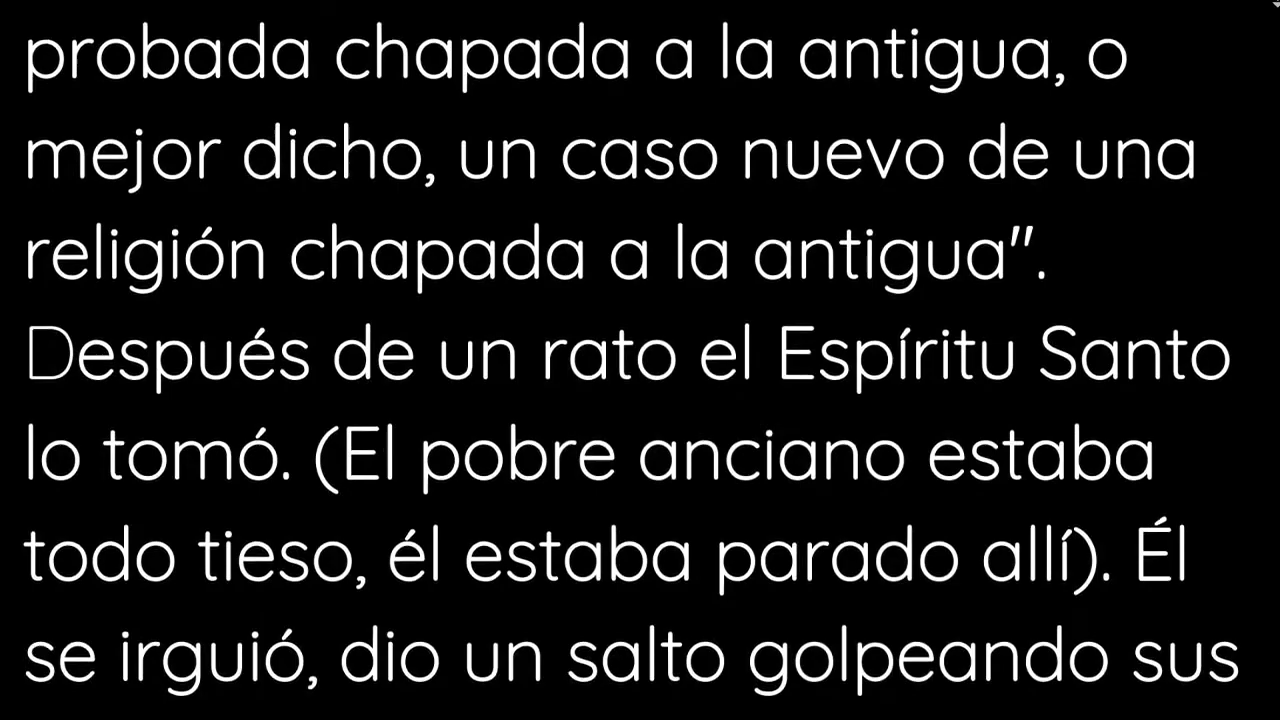 probada chapada a la antigua, o
mejor dicho, un caso nuevo de una
religión chapada a la antigua".
Después de un rato el Espíritu Santo
lo tomó. (El pobre anciano estaba
todo tieso, él estaba parado allí). Él
se irguió, dio un salto golpeando sus